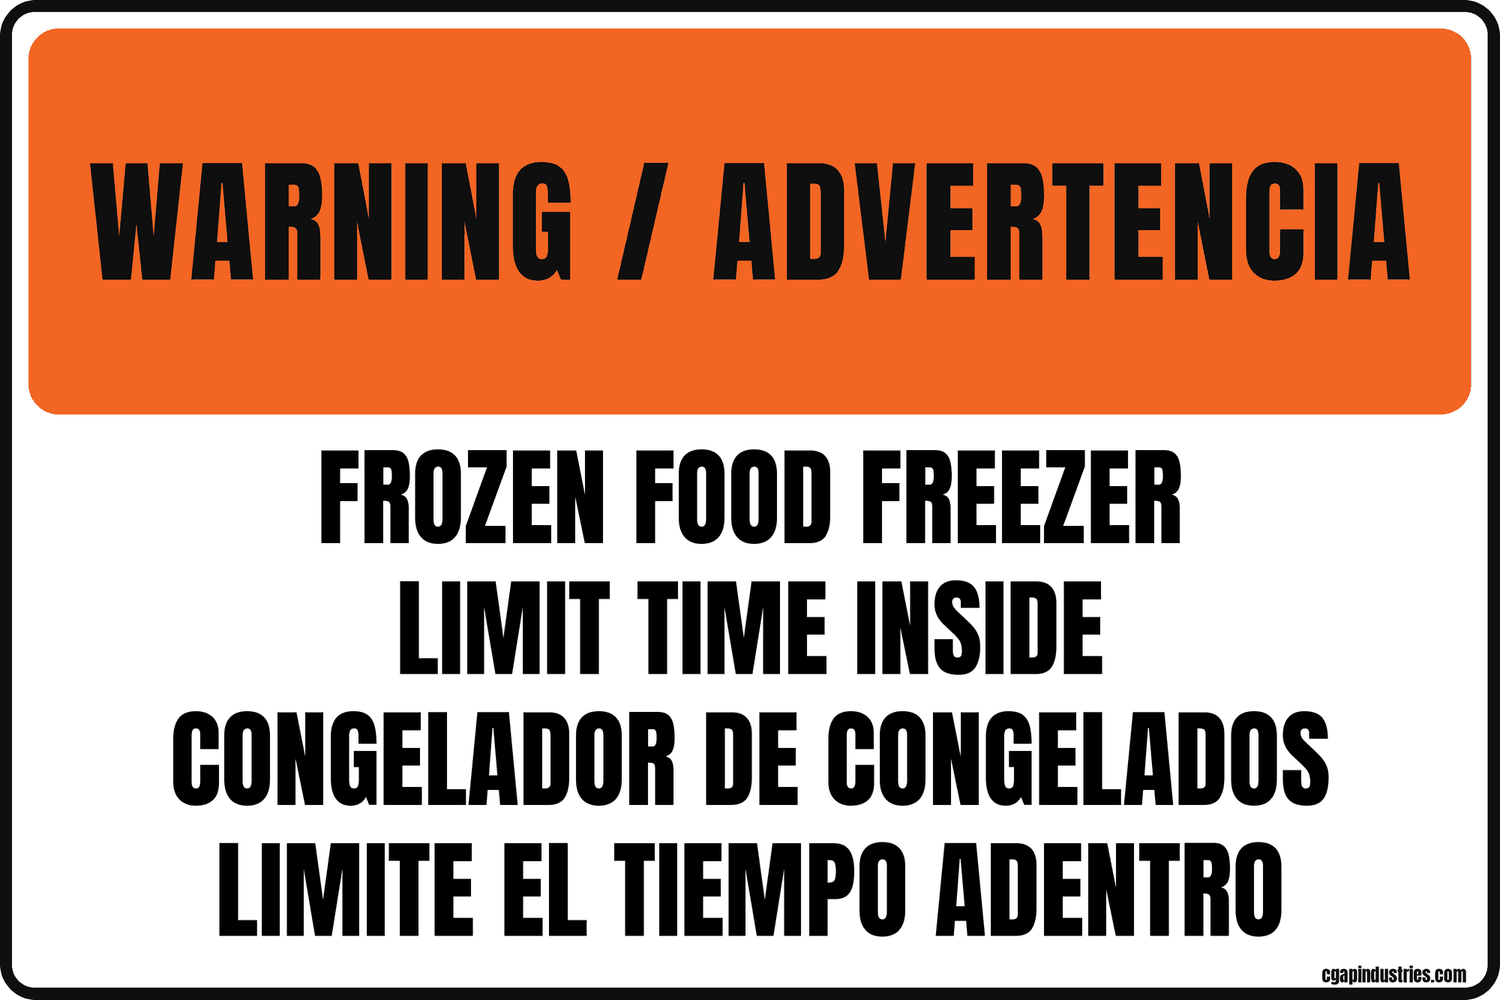 WARNING / ADVERTENCIA
FROZEN FOOD FREEZER
LIMIT TIME INSIDE
CONGELADOR DE CONGELADOS
LIMITE EL TIEMPO ADENTRO
cgapindustries.com